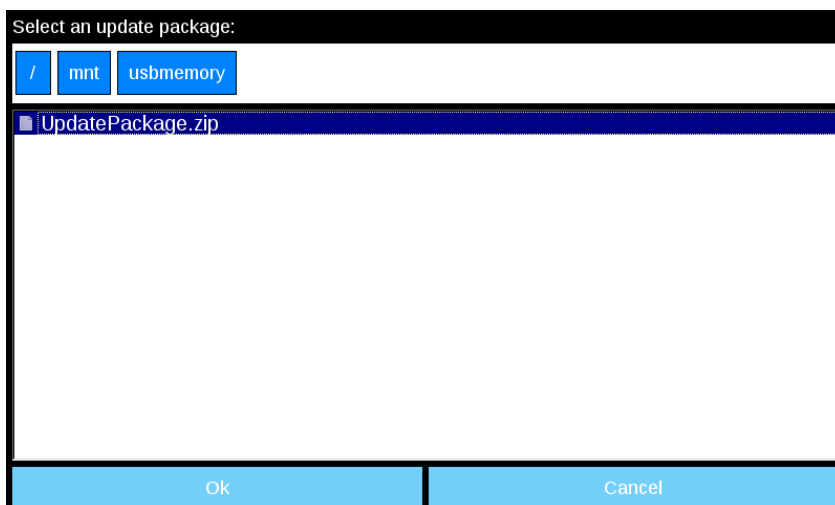 Select an update package:
/ mnt usbmemory
UpdatePackage.zip
Ok Cancel